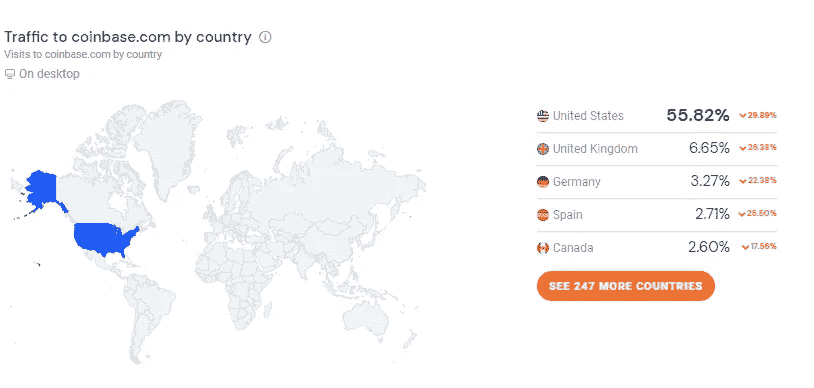 Traffic to coinbase.com by country
Visits to coinbase.com by country
On desktop
United States 55.82% 29.89%
United Kingdom 6.65% 26.38%
Germany 3.27% 22.38%
Spain 2.71% 26.60%
Canada 2.60% 17.56%
SEE 247 MORE COUNTRIES